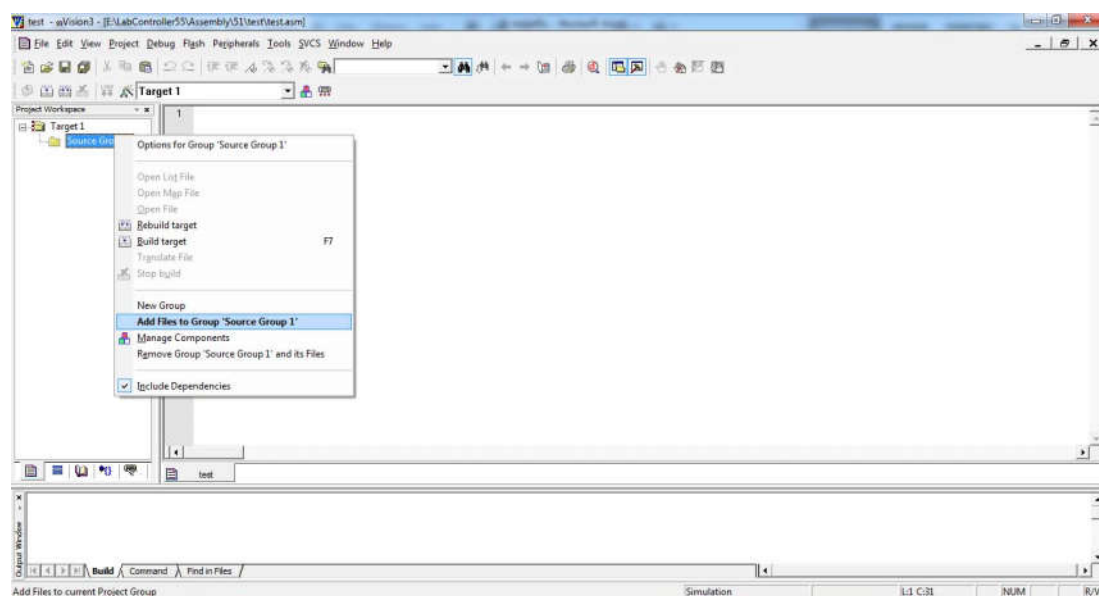 test - µVision3 - [E:\LabController55\Assembly\51\test\test.asm]
File Edit View Project Debug Flash Peripherals Tools SVCS Window Help
Target 1
Project Workspace
1
Target 1
Source Gro
Options for Group 'Source Group 1'
Open List File
Open Map File
Open File
Rebuild target
Build target F7
Translate File
Stop build
New Group
Add Files to Group 'Source Group 1'
Manage Components
Remove Group 'Source Group 1' and its Files
Include Dependencies
test
Output Window
Build Command Find in Files
Add Files to current Project Group Simulation L:1 C:31 NUM R/W